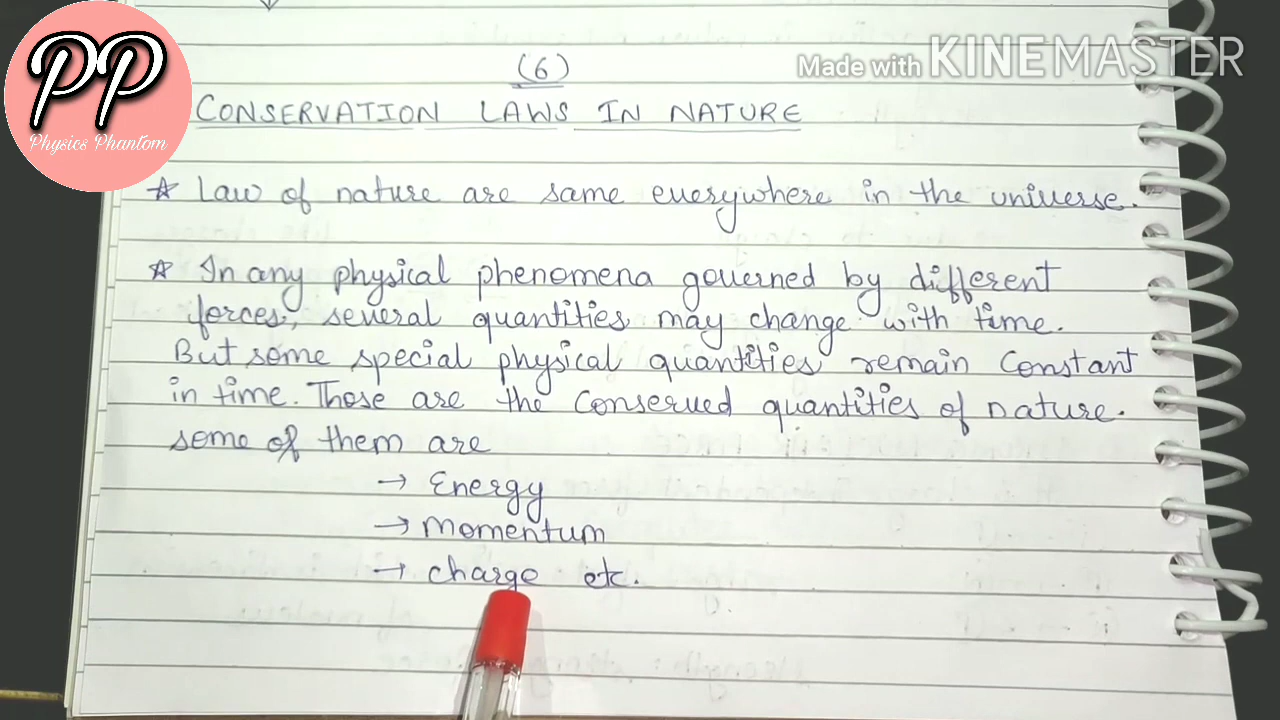 PP
Physics Phantom
Made with KINEMASTER
(6)
CONSERVATION LAWS IN NATURE
☆ Law of nature are same everywhere in the universe.
☆ In any physical phenomena governed by different
forces, several quantities may change with time.
But some special physical quantities remain constant
in time. Those are the conserved quantities of nature.
some of them are
→ Energy
→ Momentum
→ charge etc.